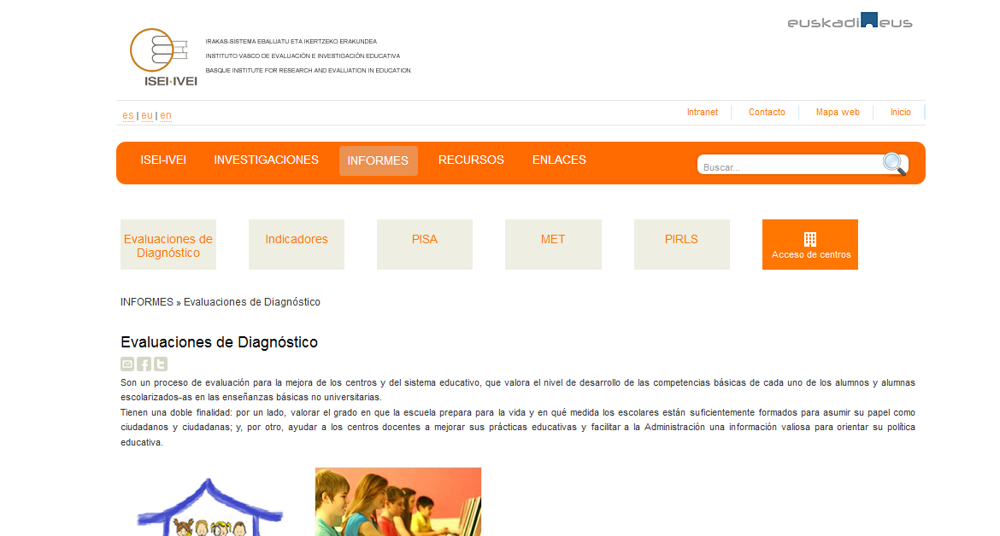 euskadi eus
IRAKAS-SISTEMA EBALUATU ETA IKERTZEKO ERAKUNDEA
INSTITUTO VASCO DE EVALUACIÓN E INVESTIGACIÓN EDUCATIVA
BASQUE INSTITUTE FOR RESEARCH AND EVALUATION IN EDUCATION.
ISEI·IVEI
es | eu | en
Intranet Contacto Mapa web Inicio
ISEI-IVEI INVESTIGACIONES INFORMES RECURSOS ENLACES
Buscar...
Evaluaciones de Diagnóstico
Indicadores
PISA
MET
PIRLS
Acceso de centros
INFORMES » Evaluaciones de Diagnóstico
Evaluaciones de Diagnóstico
Son un proceso de evaluación para la mejora de los centros y del sistema educativo, que valora el nivel de desarrollo de las competencias básicas de cada uno de los alumnos y alumnas
escolarizados-as en las enseñanzas básicas no universitarias.
Tienen una doble finalidad: por un lado, valorar el grado en que la escuela prepara para la vida y en qué medida los escolares están suficientemente formados para asumir su papel como
ciudadanos y ciudadanas; y, por otro, ayudar a los centros docentes a mejorar sus prácticas educativas y facilitar a la Administración una información valiosa para orientar su política
educativa.